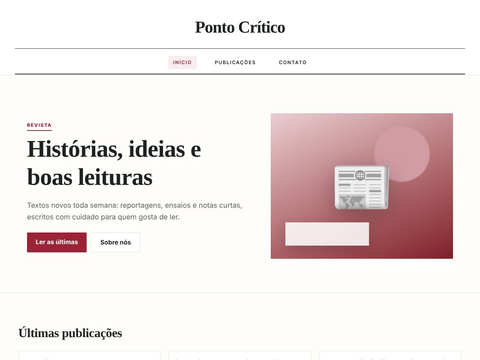 Ponto Crítico
INÍCIO PUBLICAÇÕES CONTATO
REVISTA
Histórias, ideias e
boas leituras
Textos novos toda semana: reportagens, ensaios e notas curtas,
escritos com cuidado para quem gosta de ler.
Ler as últimas Sobre nós
Últimas publicações